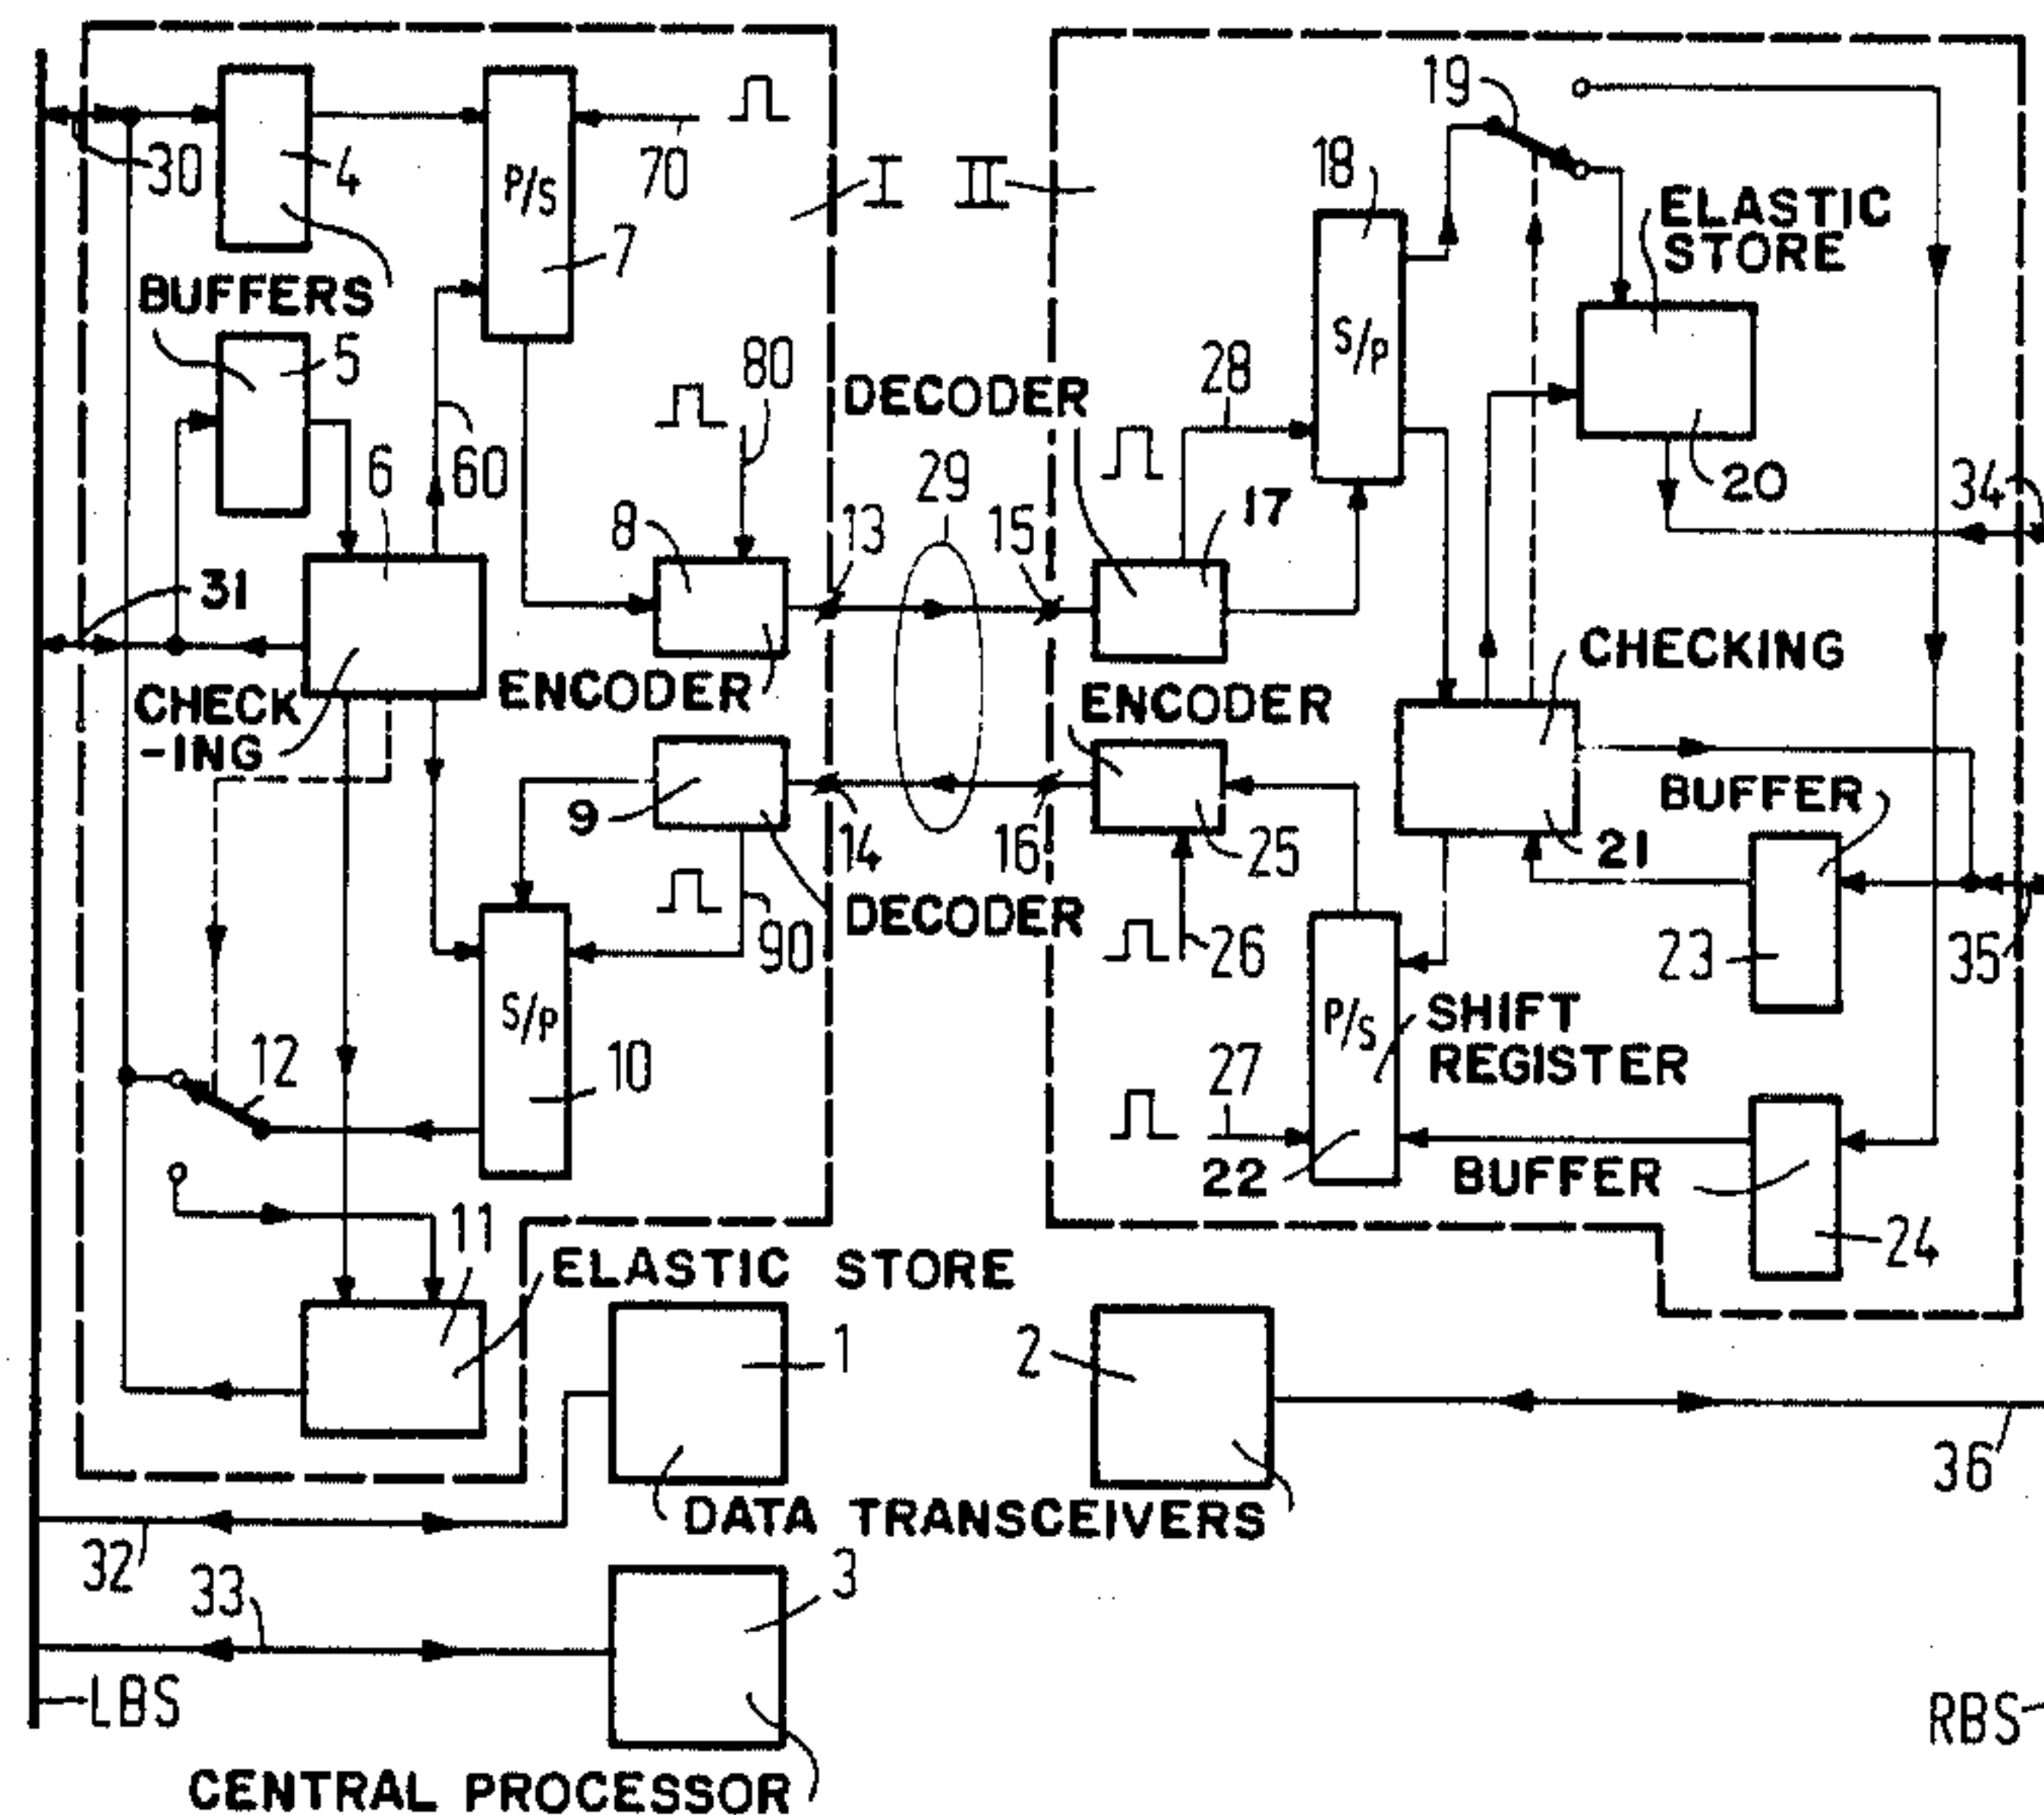 19
30
4
P/S
70
I
II
18
ELASTIC
STORE
7
BUFFERS
5
80
DECODER
28
S/P
6
60
29
20
34
8
13
15
17
31
CHECKING
CHECK
-ING
ENCODER
ENCODER
BUFFER
9
14
16
25
21
90
DECODER
26
23
35
S/P
P/S
SHIFT
REGISTER
12
10
27
22
BUFFER
24
11
ELASTIC STORE
1
2
36
DATA TRANSCEIVERS
32
33
3
LBS
RBS
CENTRAL PROCESSOR